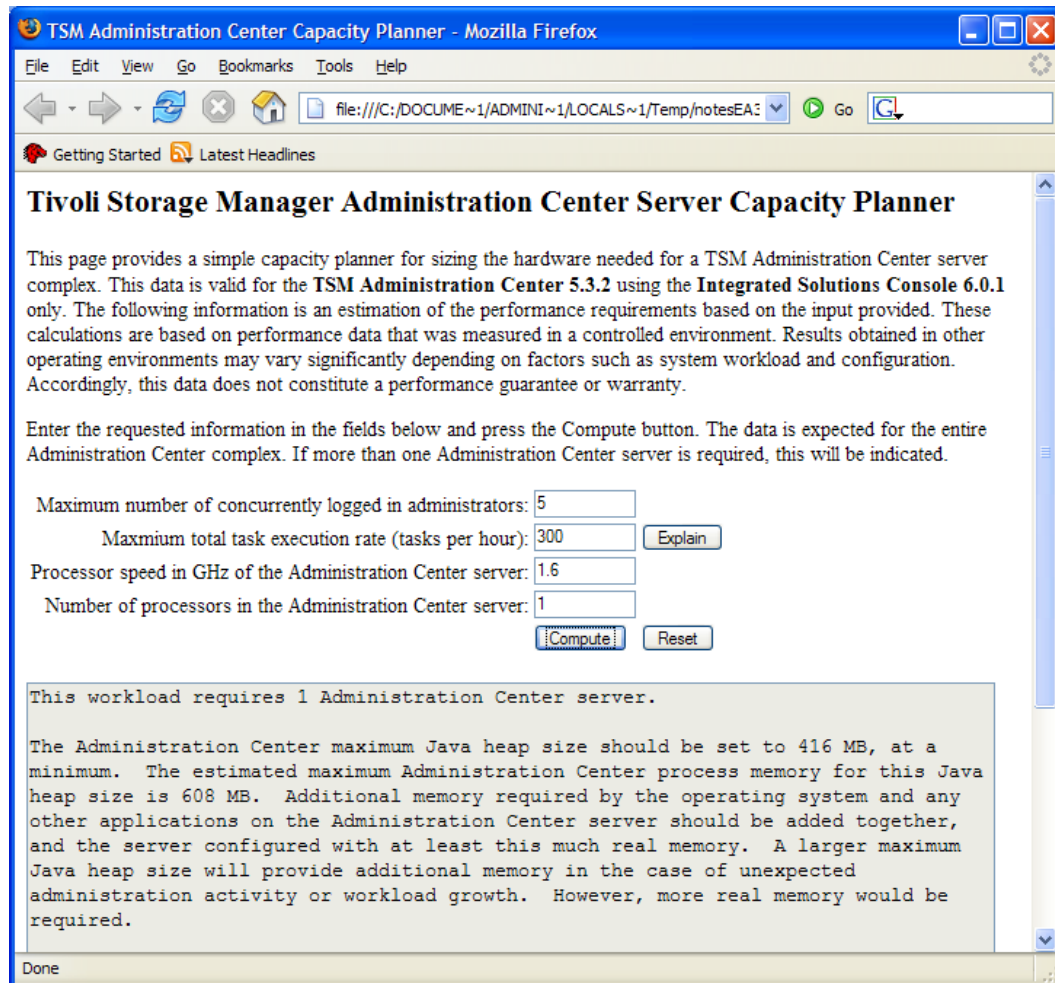 TSM Administration Center Capacity Planner - Mozilla Firefox
File Edit View Go Bookmarks Tools Help
file:///C:/DOCUME~1/ADMINI~1/LOCALS~1/Temp/notesEA3 Go G
Getting Started Latest Headlines
Tivoli Storage Manager Administration Center Server Capacity Planner
This page provides a simple capacity planner for sizing the hardware needed for a TSM Administration Center server
complex. This data is valid for the TSM Administration Center 5.3.2 using the Integrated Solutions Console 6.0.1
only. The following information is an estimation of the performance requirements based on the input provided. These
calculations are based on performance data that was measured in a controlled environment. Results obtained in other
operating environments may vary significantly depending on factors such as system workload and configuration.
Accordingly, this data does not constitute a performance guarantee or warranty.
Enter the requested information in the fields below and press the Compute button. The data is expected for the entire
Administration Center complex. If more than one Administration Center server is required, this will be indicated.
Maximum number of concurrently logged in administrators: 5
Maxmium total task execution rate (tasks per hour): 300 Explain
Processor speed in GHz of the Administration Center server: 1.6
Number of processors in the Administration Center server: 1
Compute Reset
This workload requires 1 Administration Center server.
The Administration Center maximum Java heap size should be set to 416 MB, at a
minimum. The estimated maximum Administration Center process memory for this Java
heap size is 608 MB. Additional memory required by the operating system and any
other applications on the Administration Center server should be added together,
and the server configured with at least this much real memory. A larger maximum
Java heap size will provide additional memory in the case of unexpected
administration activity or workload growth. However, more real memory would be
required.
Done